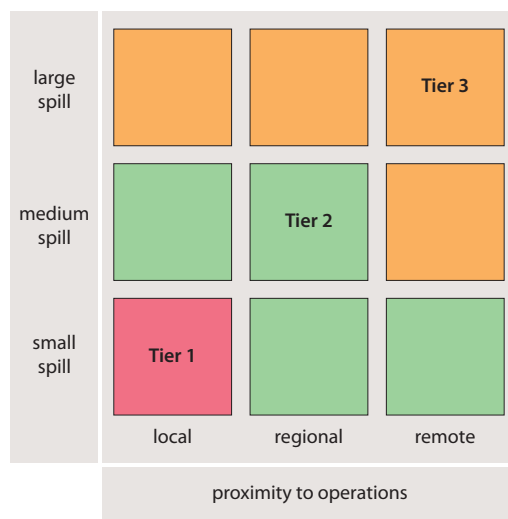 large
spill
Tier 3
medium
spill
Tier 2
small
spill
Tier 1
local
regional
remote
proximity to operations